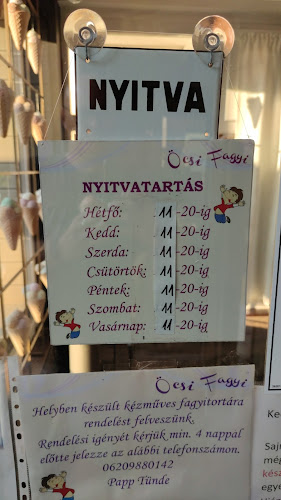 NYITVA
Öcsi Fagyi
NYITVATARTÁS
Hétfő: 11-20-ig
Kedd: 11-20-ig
Szerda: 11-20-ig
Csütörtök: 11-20-ig
Péntek: 11-20-ig
Szombat: 11-20-ig
Vasárnap: 11-20-ig
Öcsi Fagyi
Helyben készült kézműves fagyitortára
rendelést felveszünk.
Rendelési igényét kérjük min. 4 nappal
előtte jelezze az alábbi telefonszámon.
06209880142
Papp Tünde